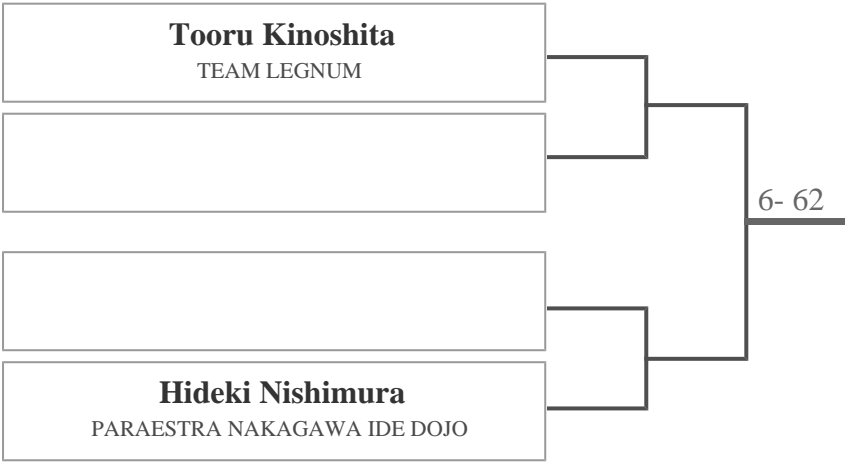 Tooru Kinoshita
TEAM LEGNUM
6- 62
Hideki Nishimura
PARAESTRA NAKAGAWA IDE DOJO